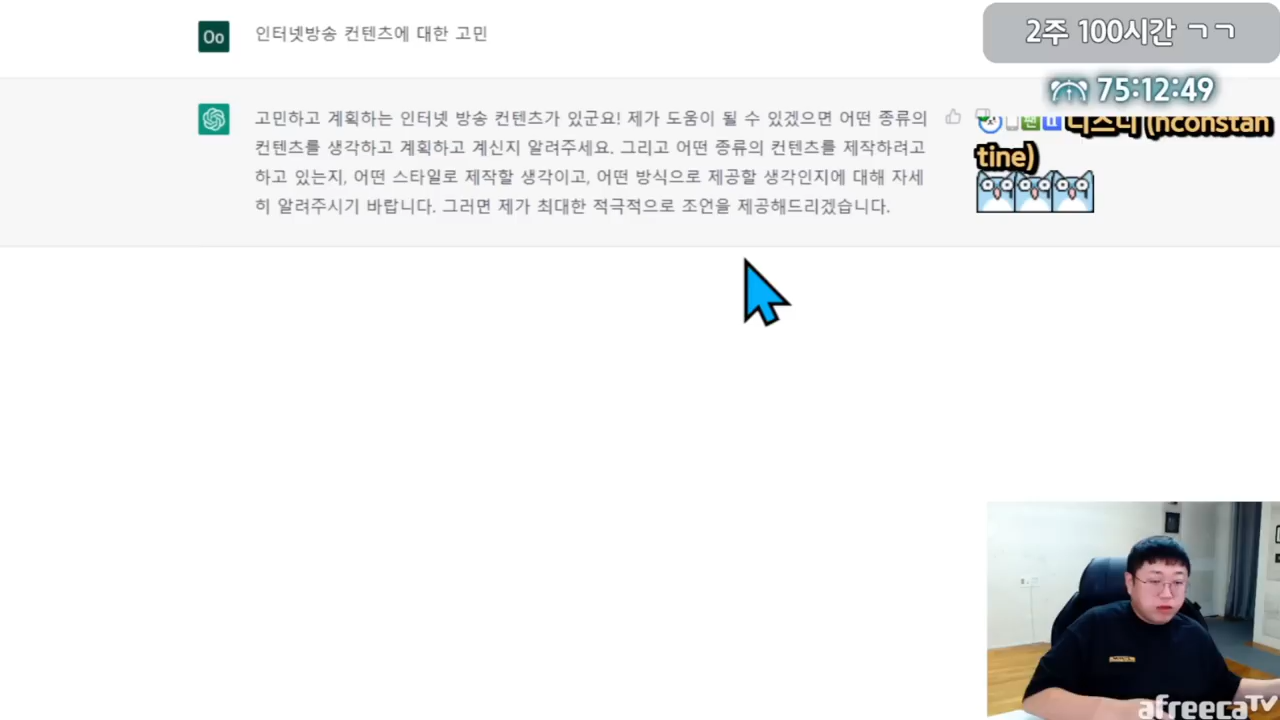 Oo
인터넷방송 컨텐츠에 대한 고민
2주 100시간 ㄱㄱ
75:12:49
고민하고 계획하는 인터넷 방송 컨텐츠가 있군요! 제가 도움이 될 수 있겠으면 어떤 종류의
컨텐츠를 생각하고 계획하고 계신지 알려주세요. 그리고 어떤 종류의 컨텐츠를 제작하려고
하고 있는지, 어떤 스타일로 제작할 생각이고, 어떤 방식으로 제공할 생각인지에 대해 자세
히 알려주시기 바랍니다. 그러면 제가 최대한 적극적으로 조언을 제공해드리겠습니다.
팬
(nconstan
tine)
afreecaTV